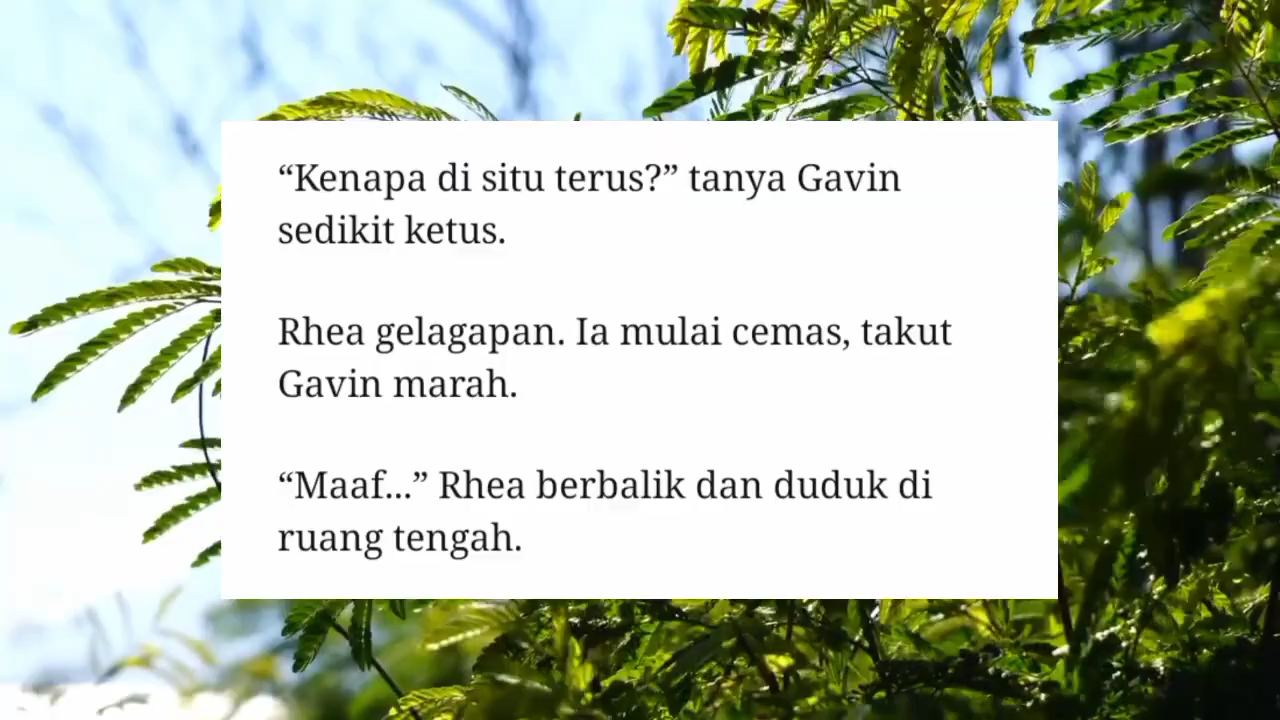 “Kenapa di situ terus?” tanya Gavin
sedikit ketus.
Rhea gelagapan. Ia mulai cemas, takut
Gavin marah.
“Maaf...” Rhea berbalik dan duduk di
ruang tengah.